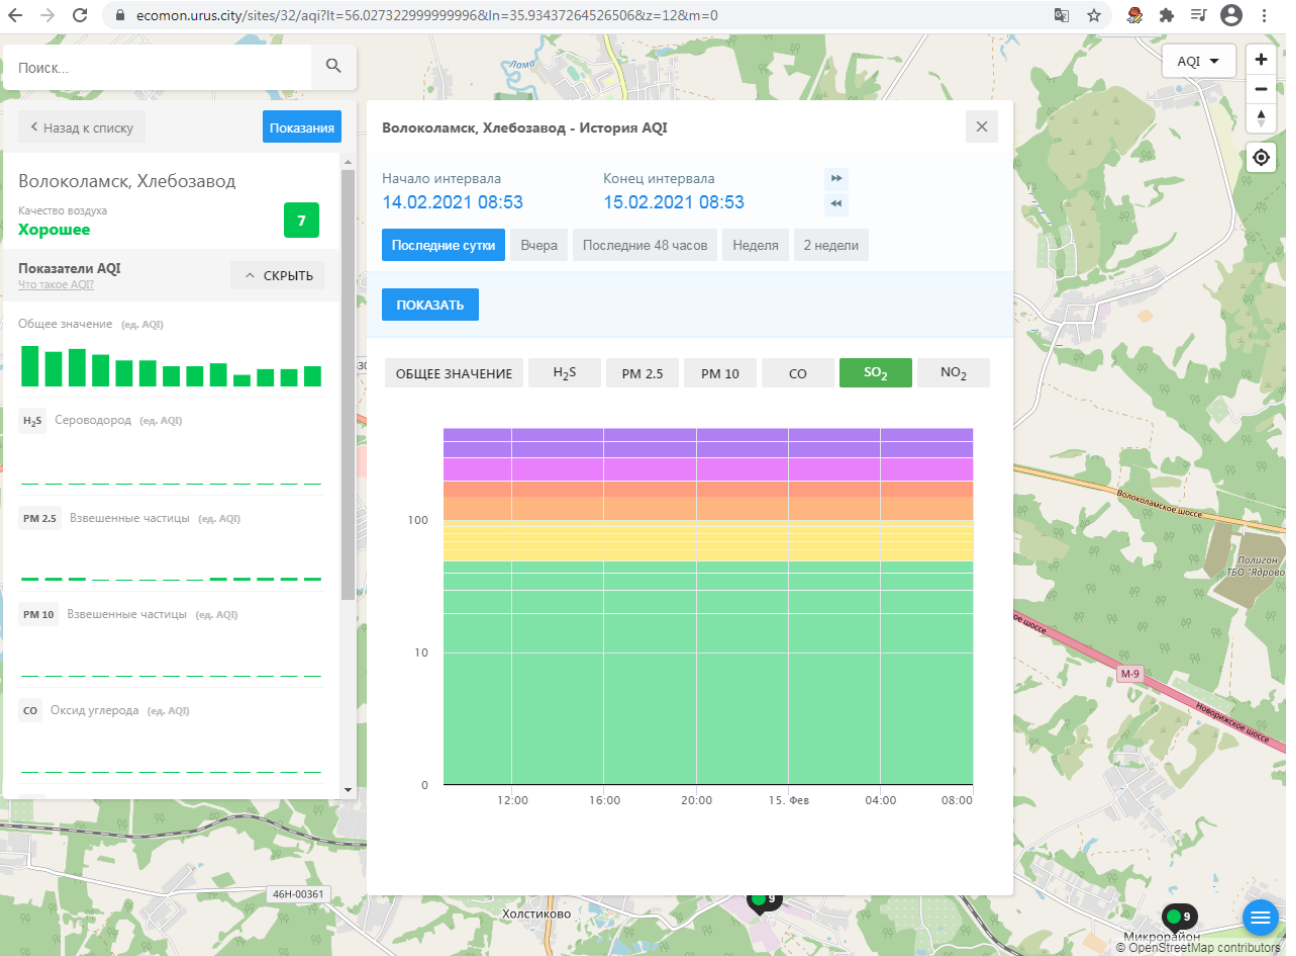 ecomon.urus.city/sites/32/aqi?lt=56.027322999999996&ln=35.93437264526506&z=12&m=0
Поиск...
AQI
Назад к списку
Показания
Волоколамск, Хлебозавод
Качество воздуха
Хорошее
7
Показатели AQI
Что такое AQI?
СКРЫТЬ
Общее значение (ед. AQI)
H2S Сероводород (ед. AQI)
PM 2.5 Взвешенные частицы (ед. AQI)
PM 10 Взвешенные частицы (ед. AQI)
CO Оксид углерода (ед. AQI)
Волоколамск, Хлебозавод - История AQI
Начало интервала
14.02.2021 08:53
Конец интервала
15.02.2021 08:53
Последние сутки
Вчера
Последние 48 часов
Неделя
2 недели
ПОКАЗАТЬ
ОБЩЕЕ ЗНАЧЕНИЕ
H2S
PM 2.5
PM 10
CO
SO2
NO2
100
10
0
12:00
16:00
20:00
15. Фев
04:00
08:00
Лама
Волоколамское шоссе
Полигон
ТБО "Ядрово
М-9
Новорижское шоссе
46Н-00361
Холстиково
9
9
Микрорайон
© OpenStreetMap contributors